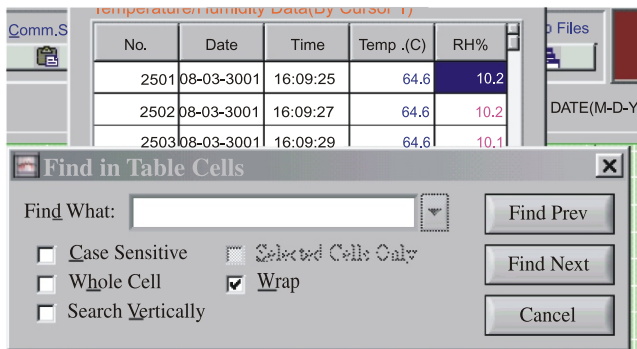 Temperature/Humidity Data(By Cursor 1)
Comm.S
Files
No. Date Time Temp .(C) RH%
2501 08-03-3001 16:09:25 64.6 10.2
2502 08-03-3001 16:09:27 64.6 10.2
DATE(M-D-Y
2503 08-03-3001 16:09:29 64.6 10.1
Find in Table Cells
Find What:
Find Prev
Case Sensitive Selected Cells Only
Find Next
Whole Cell Wrap
Search Vertically
Cancel